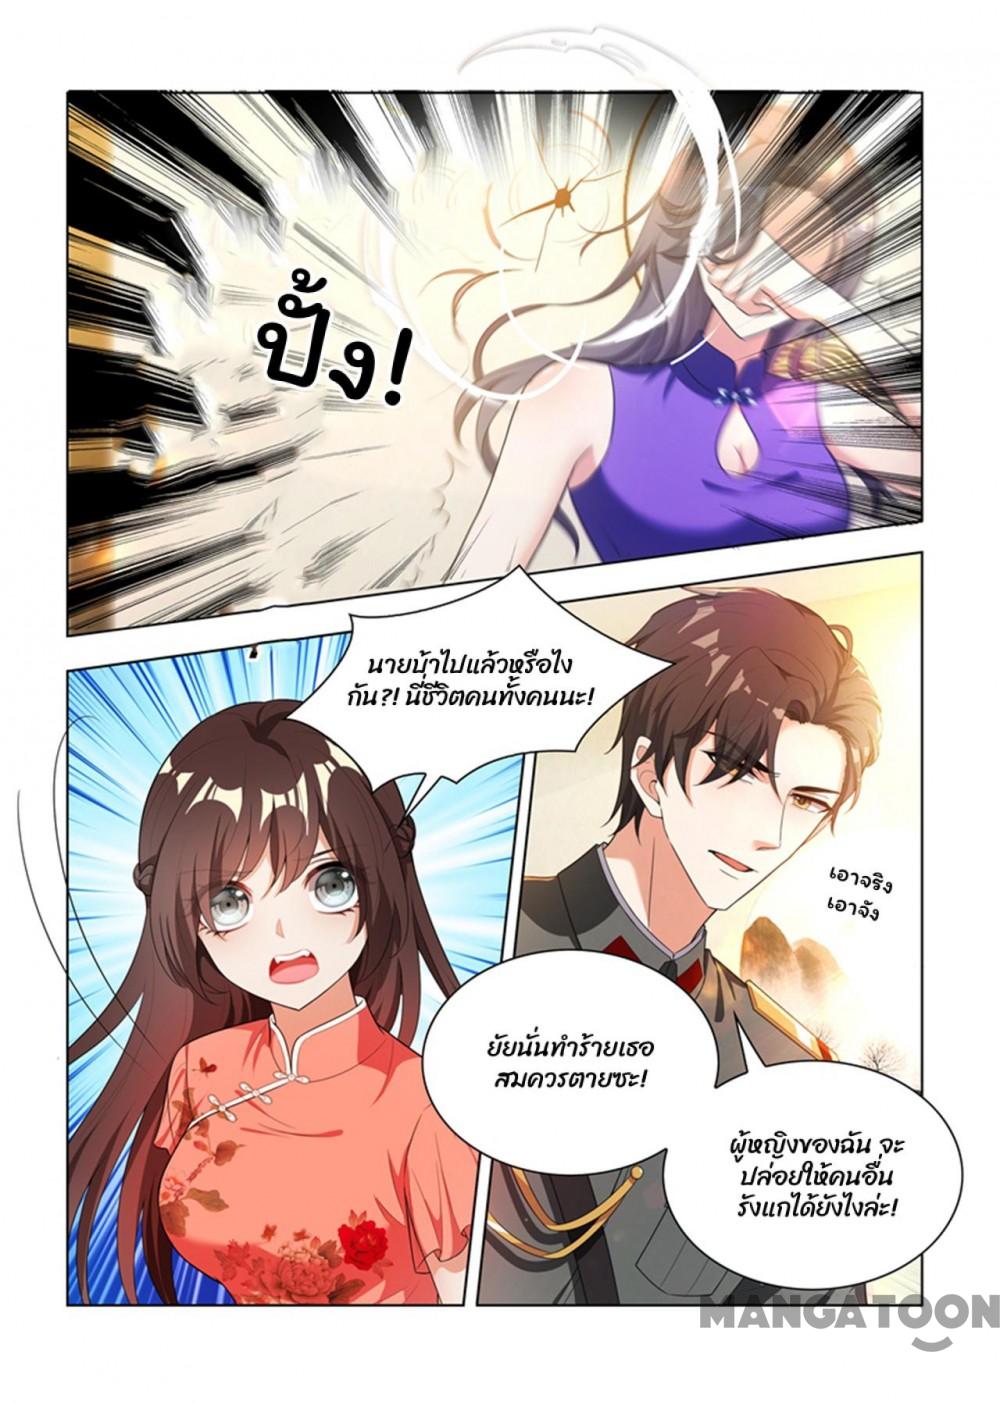 ปั้ง!
นายบ้าไปแล้วหรือไง
กัน?! นี่ชีวิตคนทั้งคนนะ!
เอาจริง
เอาจัง
ยัยนั่นทำร้ายเธอ
สมควรตายซะ!
ผู้หญิงของฉัน จะ
ปล่อยให้คนอื่น
รังแกได้ยังไงล่ะ!
MANGATOON